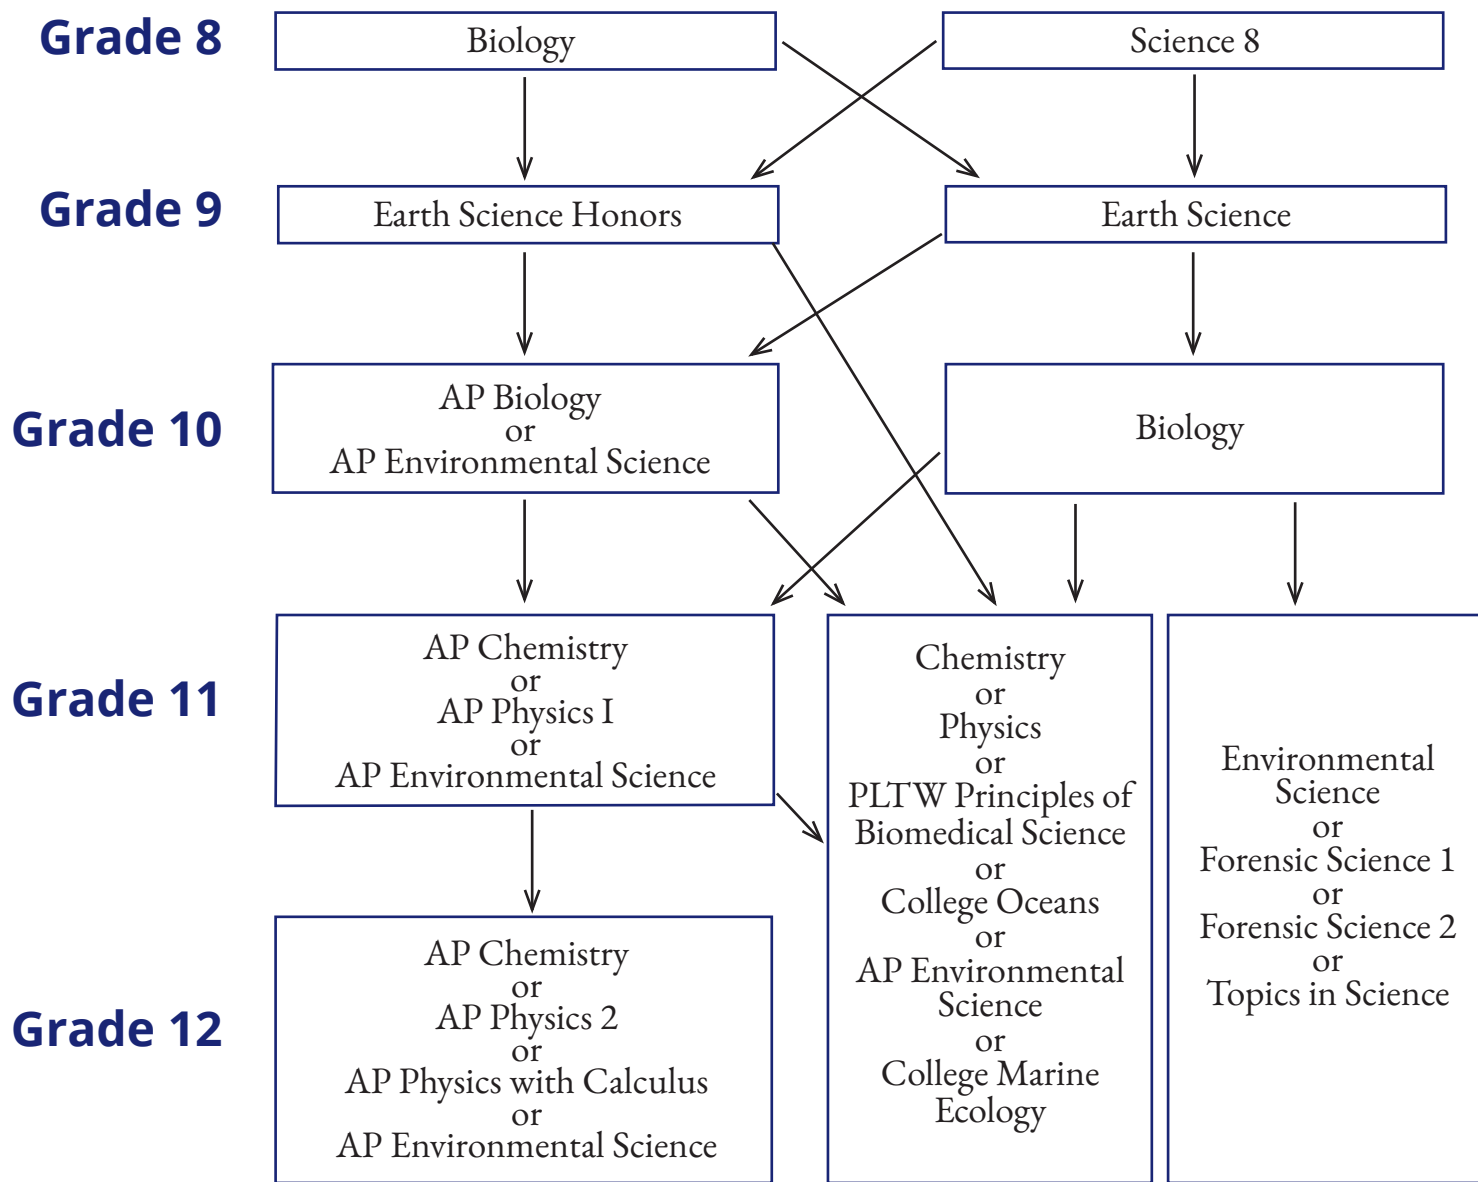 Grade 8
Biology
Science 8
Grade 9
Earth Science Honors
Earth Science
Grade 10
AP Biology
or
AP Environmental Science
Biology
Grade 11
AP Chemistry
or
AP Physics I
or
AP Environmental Science
Chemistry
or
Physics
or
PLTW Principles of
Biomedical Science
or
College Oceans
or
AP Environmental
Science
or
College Marine
Ecology
Environmental
Science
or
Forensic Science 1
or
Forensic Science 2
or
Topics in Science
Grade 12
AP Chemistry
or
AP Physics 2
or
AP Physics with Calculus
or
AP Environmental Science